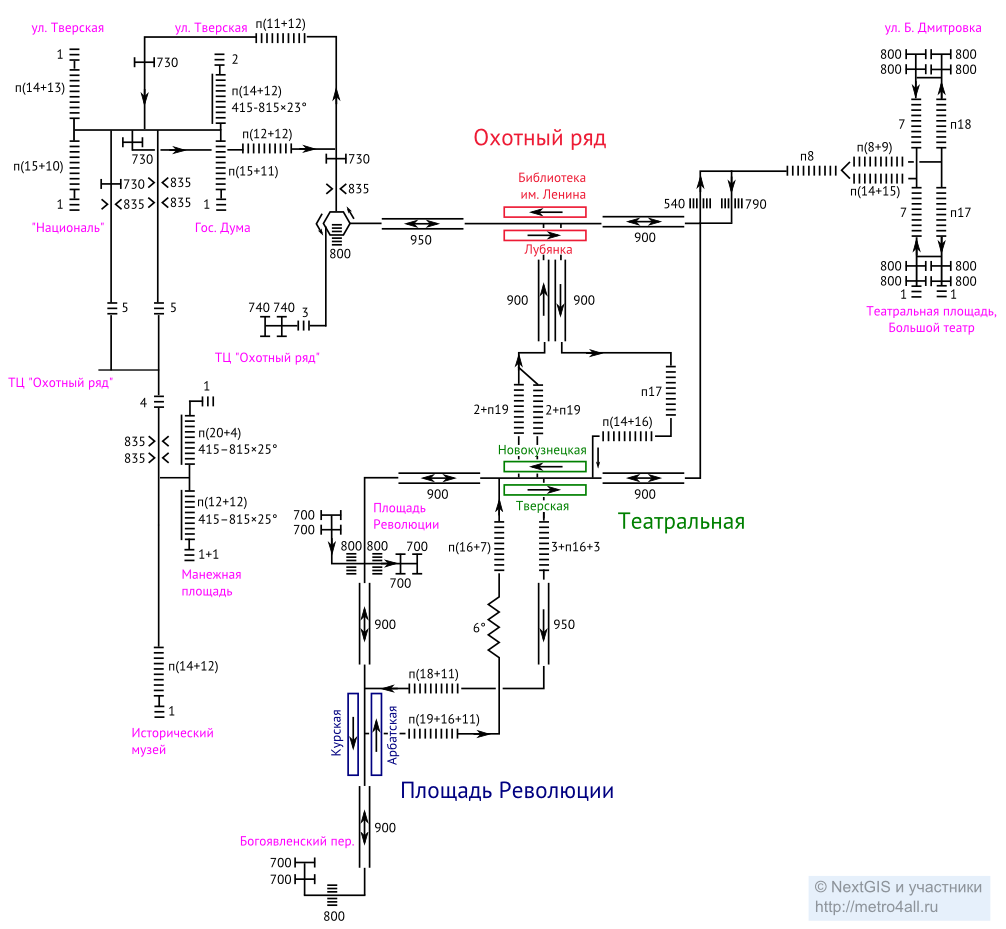 ул. Тверская
ул. Тверская
п(11+12)
ул. Б. Дмитровка
1
730
2
800
800
800
800
п(14+13)
п(14+12)
415-815×23°
7
п18
п(12+12)
730
730
Охотный ряд
п(8+9)
п8
п(14+15)
п(15+10)
п(15+11)
Библиотека
им. Ленина
730
835
835
835
835
1
1
540
790
7
п17
"Националь"
Гос. Дума
800
950
900
Лубянка
800
800
800
800
1
1
900
900
5
5
740
740
3
Театральная площадь,
Большой театр
ТЦ "Охотный ряд"
ТЦ "Охотный ряд"
1
4
п17
2+п19
2+п19
п(20+4)
415–815×25°
835
835
п(14+16)
Новокузнецкая
900
900
Тверская
п(12+12)
415–815×25°
Площадь
Революции
700
700
Театральная
1+1
800
800
700
700
п(16+7)
3+п16+3
Манежная
площадь
900
6°
950
п(14+12)
п(18+11)
1
Курская
Арбатская
п(19+16+11)
Исторический
музей
Площадь Революции
900
Богоявленский пер.
700
700
800
© NextGIS и участники
http://metro4all.ru